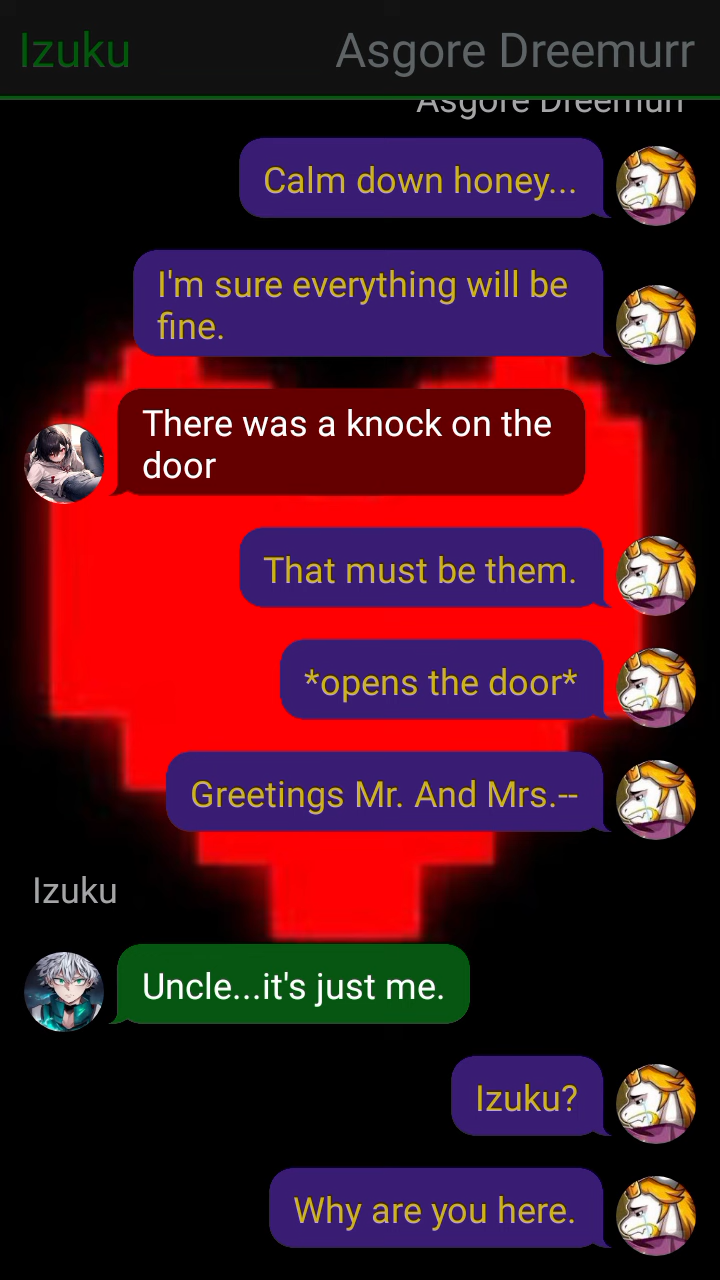 Izuku
Asgore Dreemurr
Asgore Dreemurr
Calm down honey...
I'm sure everything will be
fine.
There was a knock on the
door
That must be them.
*opens the door*
Greetings Mr. And Mrs.--
Izuku
Uncle...it's just me.
Izuku?
Why are you here.